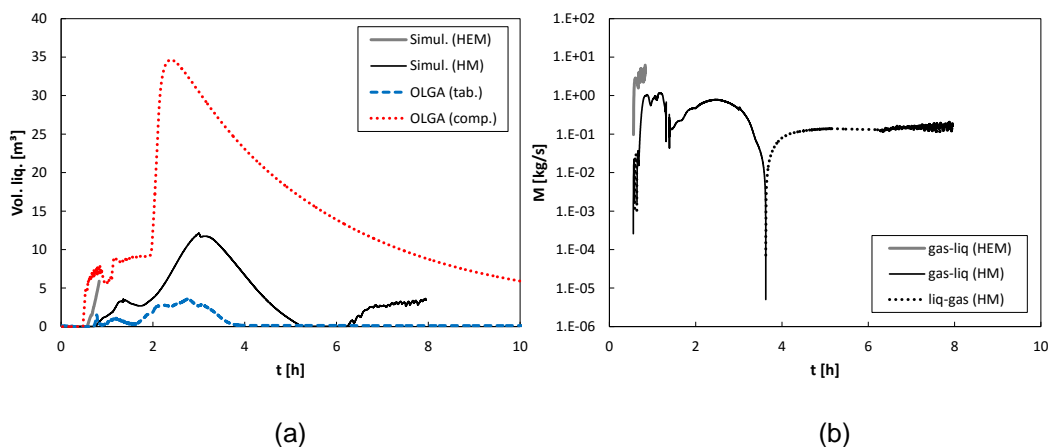 40
35
30
25
20
15
10
5
0
Vol. liq. [m³]
Simul. (HEM)
Simul. (HM)
OLGA (tab.)
OLGA (comp.)
0 2 4 6 8 10
t [h]
(a)
1.E+02
1.E+01
1.E+00
1.E-01
1.E-02
1.E-03
1.E-04
1.E-05
1.E-06
M [kg/s]
gas-liq (HEM)
gas-liq (HM)
liq-gas (HM)
0 2 4 6 8 10
t [h]
(b)